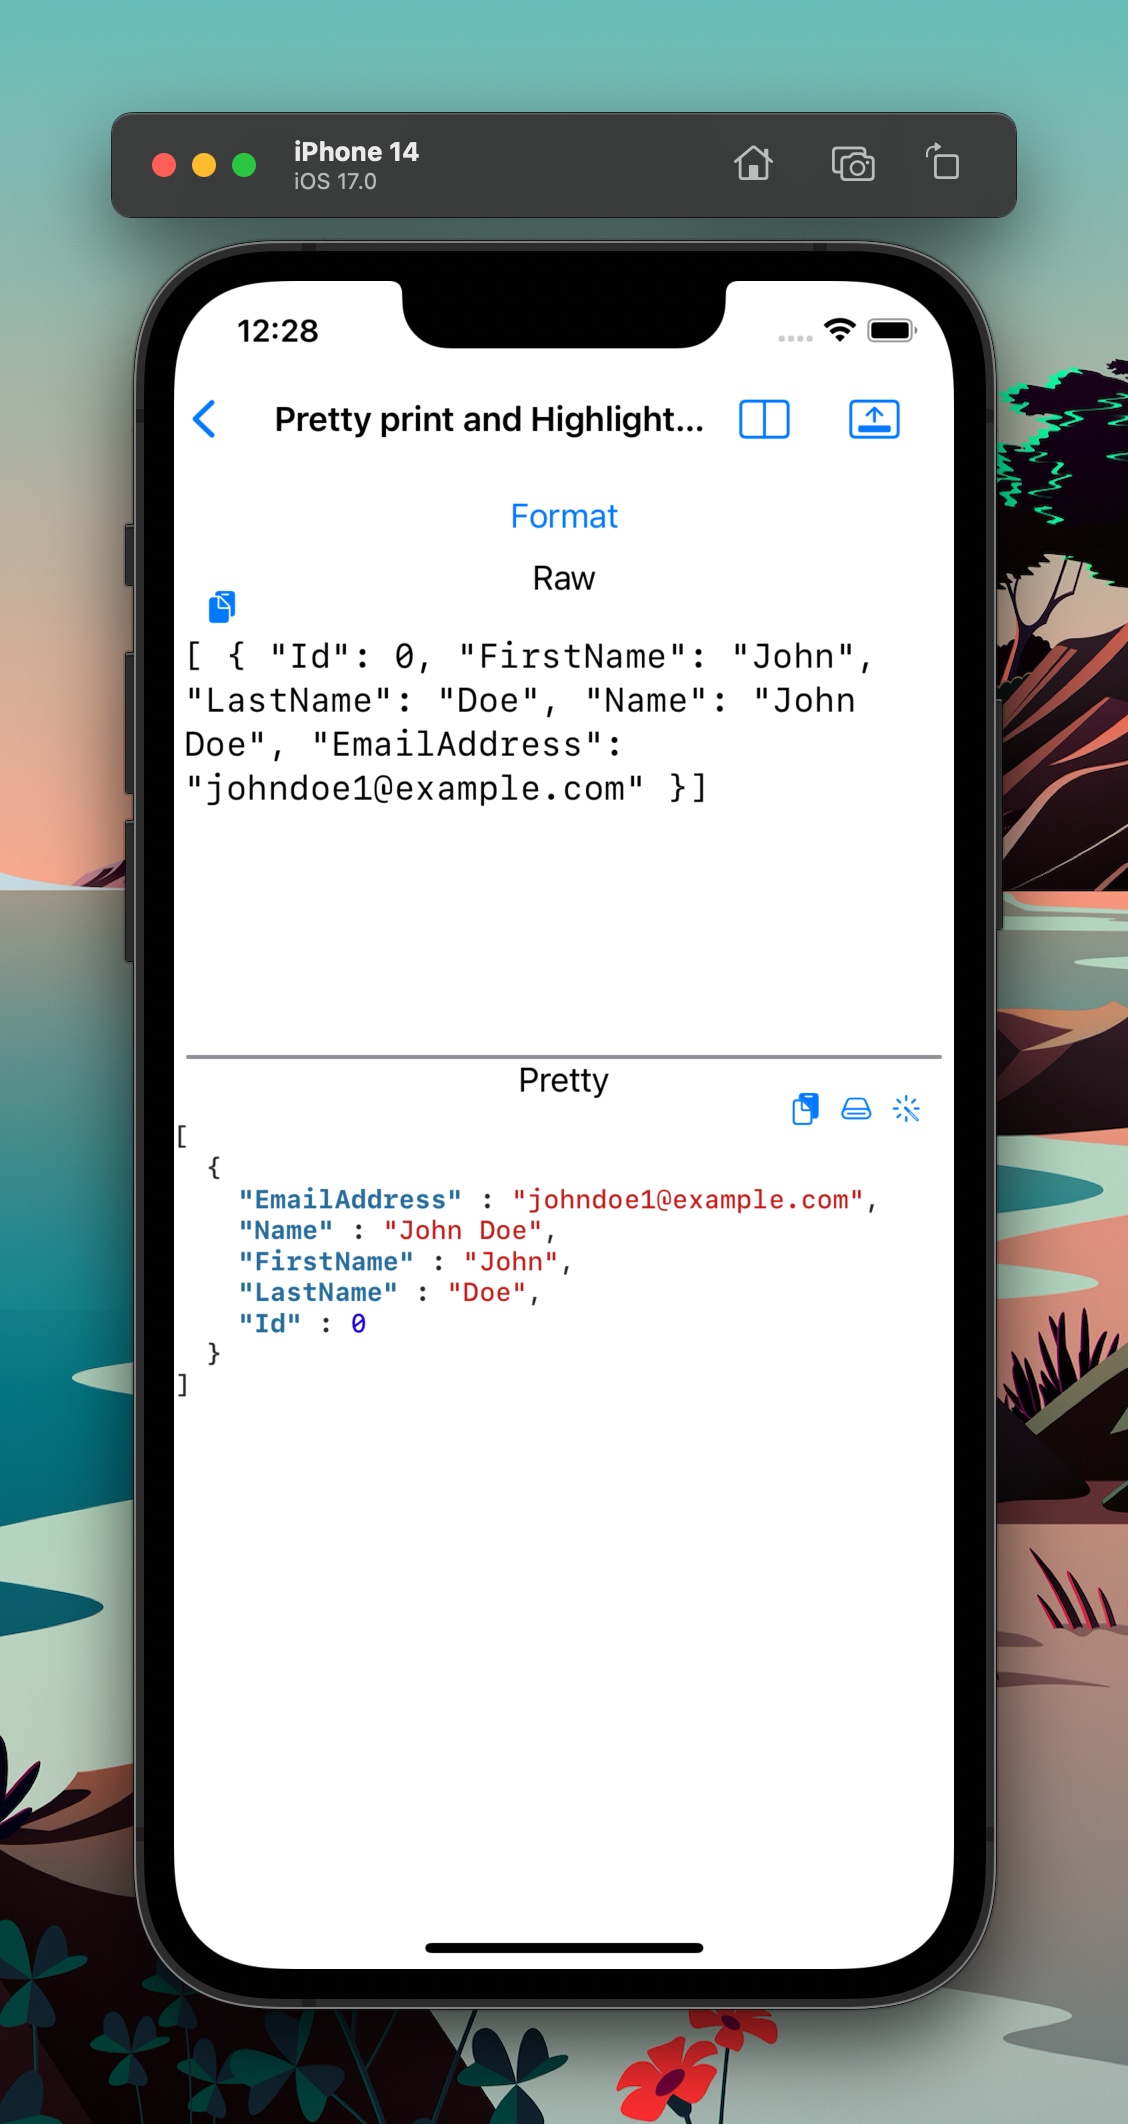 iPhone 14
iOS 17.0
12:28
Pretty print and Highlight...
Format
Raw
[ { "Id": 0, "FirstName": "John",
"LastName": "Doe", "Name": "John
Doe", "EmailAddress":
"johndoe1@example.com" }]
Pretty
[
{
"EmailAddress" : "johndoe1@example.com",
"Name" : "John Doe",
"FirstName" : "John",
"LastName" : "Doe",
"Id" : 0
}
]